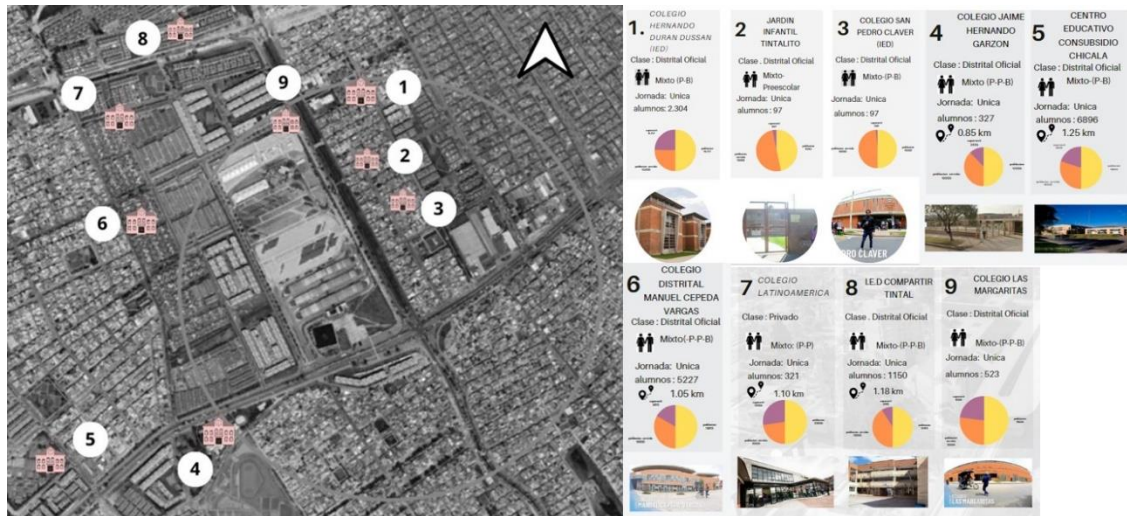 8
7
9
1
2
3
6
5
4
1.
COLEGIO
HERNANDO
DURAN DUSSAN
(IED)
Clase : Distrital Oficial
Mixto (P-B)
Jornada: Unica
alumnos: 2.304
2
JARDIN
INFANTIL
TINTALITO
Clase . Distrital Oficial
Mixto-
Preescolar
Jornada: Unica
alumnos : 97
3
COLEGIO SAN
PEDRO CLAVER
(IED)
Clase . Distrital Oficial
Mixto-(P-B)
Jornada: Unica
alumnos : 97
4
COLEGIO JAIME
HERNANDO
GARZON
Clase : Distrital Oficial
Mixto (P-P-B)
Jornada: Unica
alumnos : 327
0.85 km
5
CENTRO
EDUCATIVO
CONSUBSIDIO
CHICALA
Clase : Distrital Oficial
Mixto-(P-B)
Jornada: Unica
alumnos : 6896
1.25 km
6
COLEGIO
DISTRITAL
MANUEL CEPEDA
VARGAS
Clase : Distrital Oficial
Mixto(-P-P-B)
Jornada: Unica
alumnos : 5227
1.05 km
7
COLEGIO
LATINOAMERICA
Clase : Privado
Mixto: (P-P)
Jornada: Unica
alumnos : 321
1.10 km
8
I.E.D COMPARTIR
TINTAL
Clase . Distrital Oficial
Mixto-(P-P-B)
Jornada: Unica
alumnos : 1150
1.18 km
9
COLEGIO LAS
MARGARITAS
Clase : Distrital Oficial
Mixto-(P-P-B)
Jornada: Unica
alumnos : 523